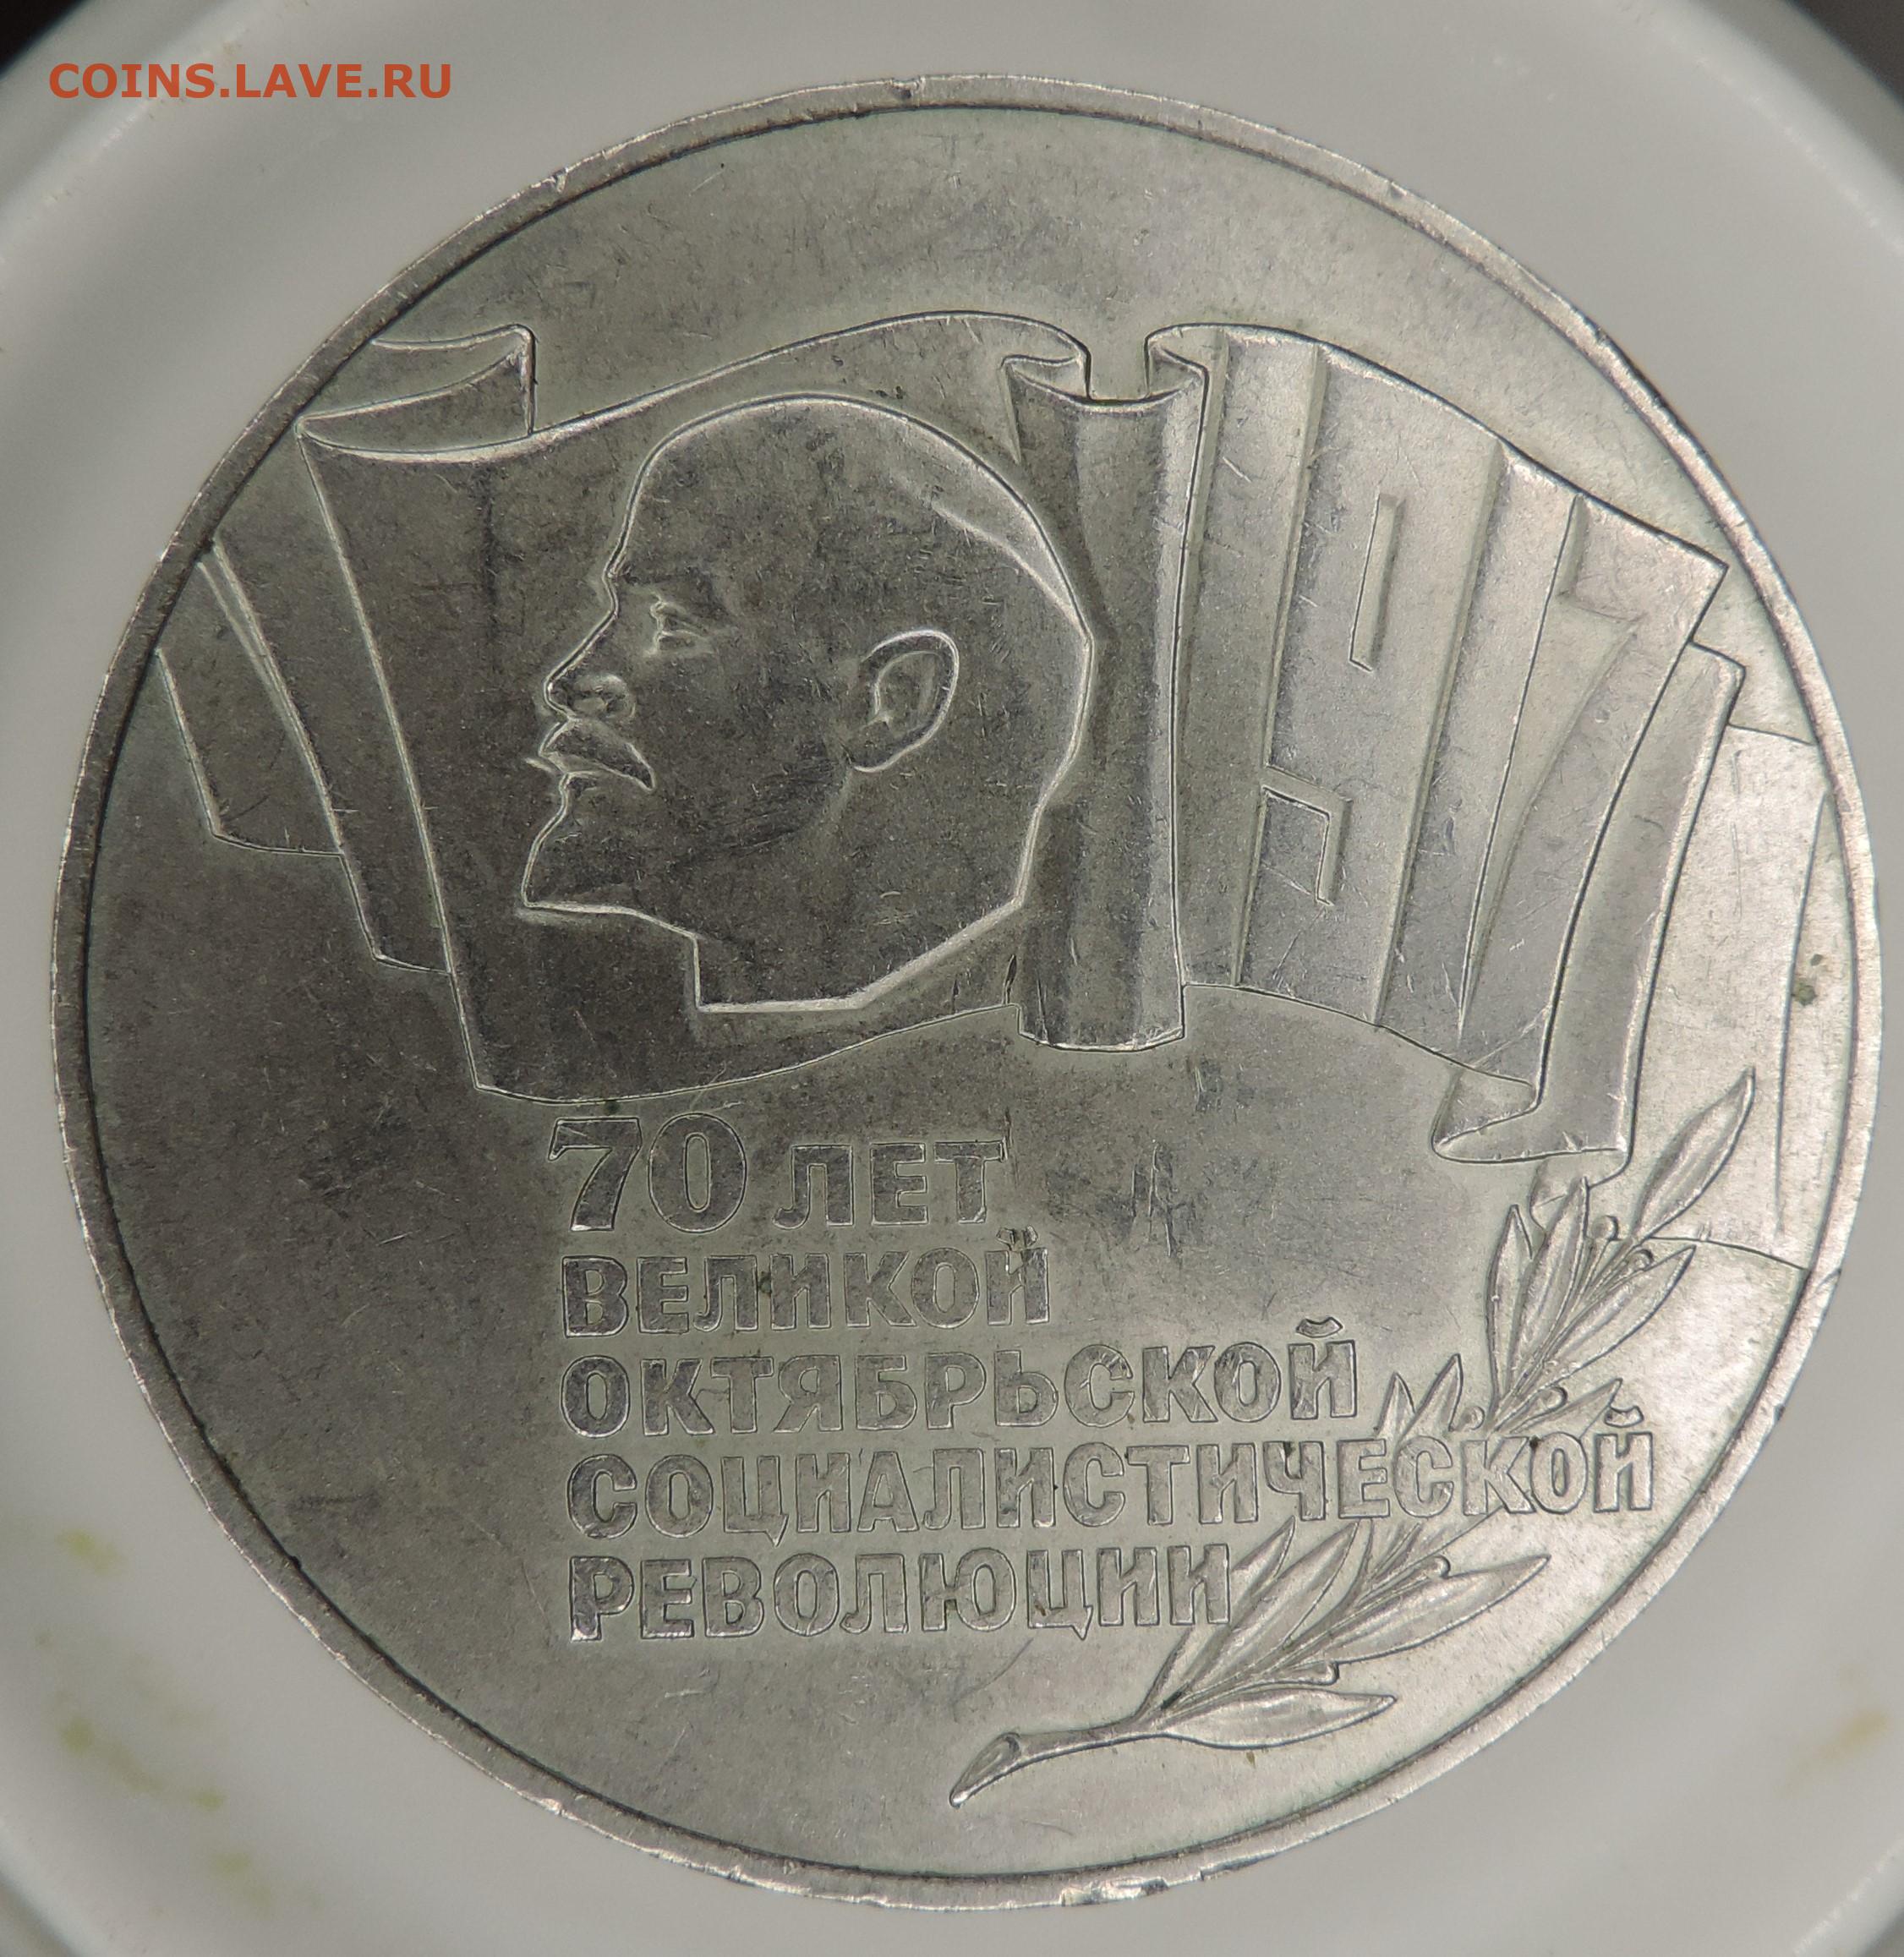 COINS.LAVE.RU
1917
70 ЛЕТ
ВЕЛИКОЙ
ОКТЯБРЬСКОЙ
СОЦИАЛИСТИЧЕСКОЙ
РЕВОЛЮЦИИ